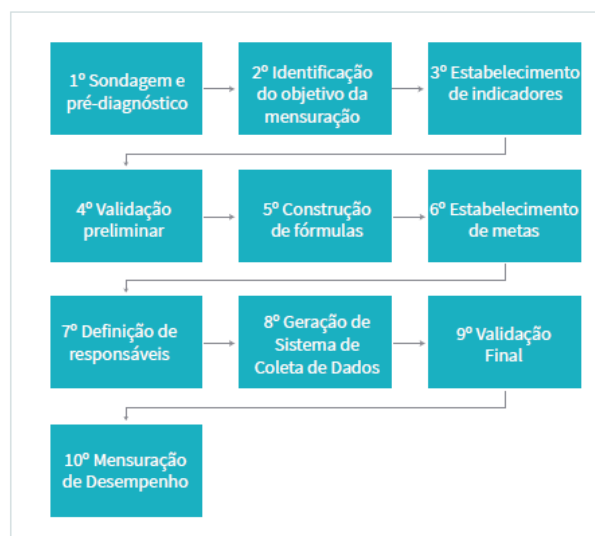 1º Sondagem e
pré-diagnóstico
2º Identificação
do objetivo da
mensuração
3º Estabelecimento
de indicadores
4º Validação
preliminar
5º Construção
de fórmulas
6º Estabelecimento
de metas
7º Definição de
responsáveis
8º Geração de
Sistema de
Coleta de Dados
9º Validação
Final
10º Mensuração
de Desempenho